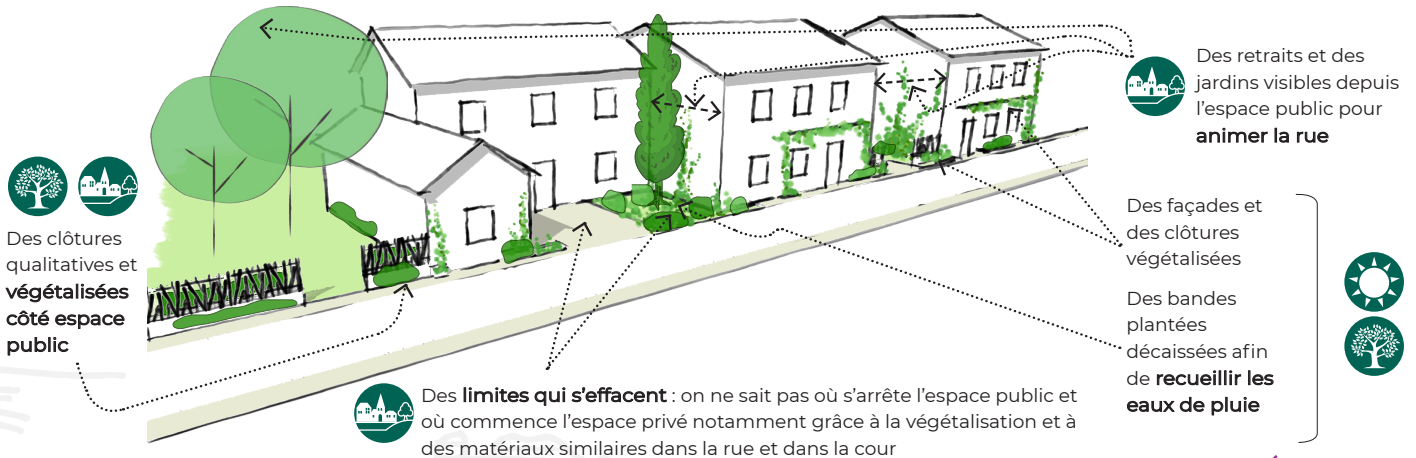 Des retraits et des
jardins visibles depuis
l'espace public pour
animer la rue
Des clôtures
qualitatives et
végétalisées
côté espace
public
Des façades et
des clôtures
végétalisées
Des bandes
plantées
décaissées afin
de recueillir les
eaux de pluie
Des limites qui s'effacent : on ne sait pas où s'arrête l'espace public et
où commence l'espace privé notamment grâce à la végétalisation et à
des matériaux similaires dans la rue et dans la cour